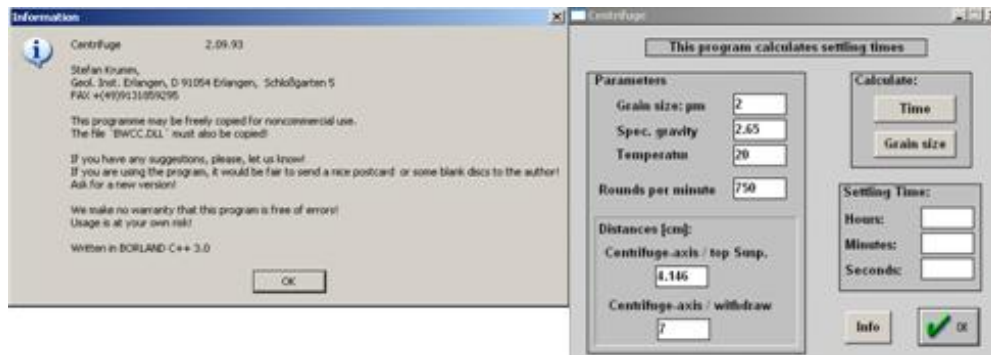 Information
Centrifuge 2.09.93
Stefan Krumm,
Geol. Inst. Erlangen, D 91054 Erlangen, Schloßgarten 5
FAX +(49)9131859295
This programme may be freely copied for noncommercial use.
The file `BWCC.DLL` must also be copied!
If you have any suggestions, please, let us know!
If you are using the program, it would be fair to send a nice postcard or some blank discs to the author!
Ask for a new version!
We make no warranty that this program is free of errors!
Usage is at your own risk!
Written in BORLAND C++ 3.0
OK
Centrifuge
This program calculates settling times
Parameters
Grain size: µm 2
Spec. gravity 2.65
Temperatur 20
Rounds per minute 750
Distances [cm]:
Centrifuge-axis / top Susp.
4.146
Centrifuge-axis / withdraw
7
Calculate:
Time
Grain size
Settling Time:
Hours:
Minutes:
Seconds:
Info
OK